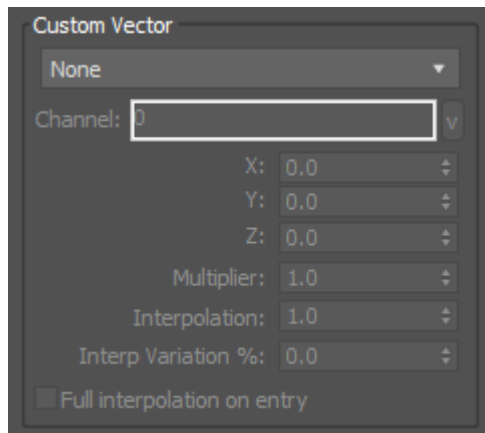 Custom Vector
None
Channel: 0 v
X: 0.0
Y: 0.0
Z: 0.0
Multiplier: 1.0
Interpolation: 1.0
Interp Variation %: 0.0
Full interpolation on entry